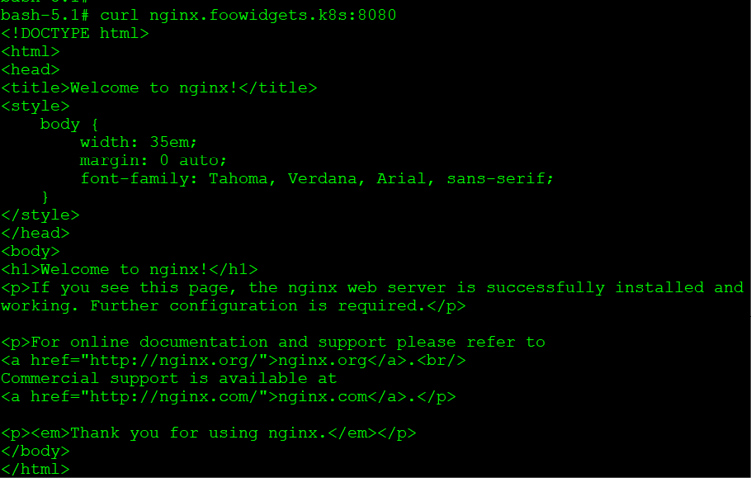 bash-5.1#
bash-5.1# curl nginx.foowidgets.k8s:8080
<!DOCTYPE html>
<html>
<head>
<title>Welcome to nginx!</title>
<style>
    body {
        width: 35em;
        margin: 0 auto;
        font-family: Tahoma, Verdana, Arial, sans-serif;
    }
</style>
</head>
<body>
<h1>Welcome to nginx!</h1>
<p>If you see this page, the nginx web server is successfully installed and
working. Further configuration is required.</p>

<p>For online documentation and support please refer to
<a href="http://nginx.org/">nginx.org</a>.<br/>
Commercial support is available at
<a href="http://nginx.com/">nginx.com</a>.</p>

<p><em>Thank you for using nginx.</em></p>
</body>
</html>